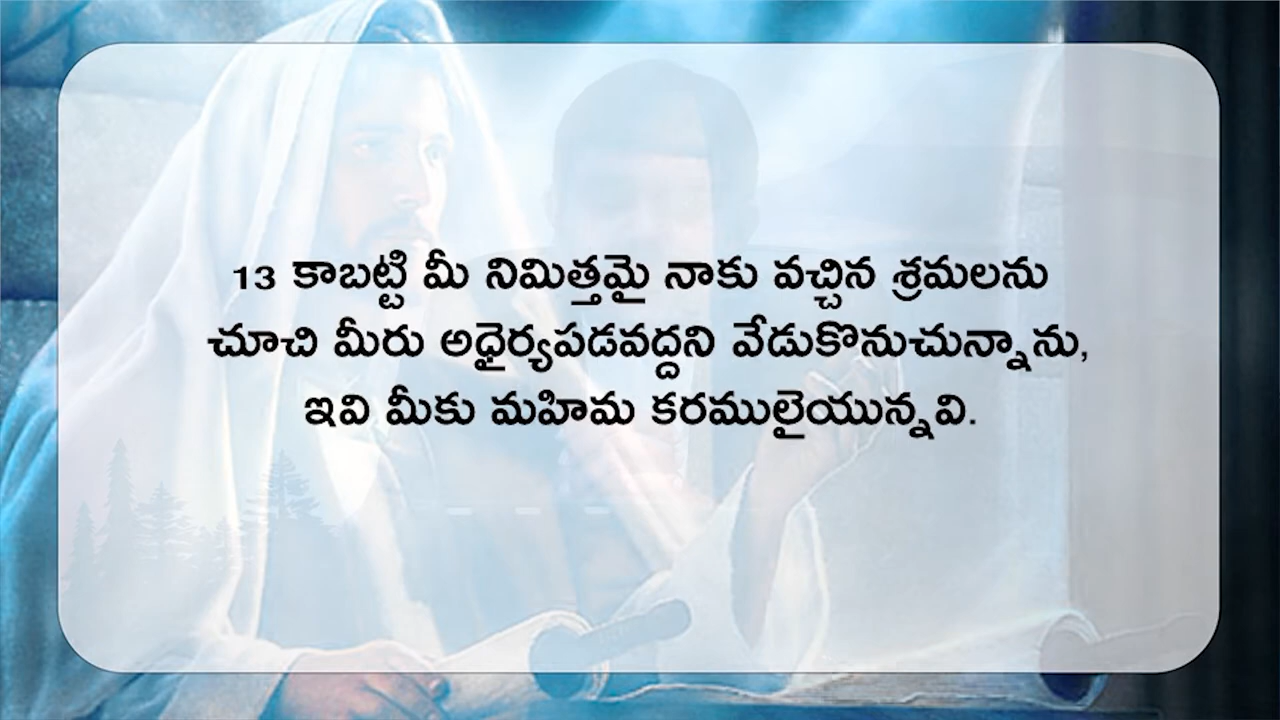 13 కాబట్టి మీ నిమిత్తమై నాకు వచ్చిన శ్రమలను
చూచి మీరు అధైర్యపడవద్దని వేడుకొనుచున్నాను,
ఇవి మీకు మహిమ కరములైయున్నవి.